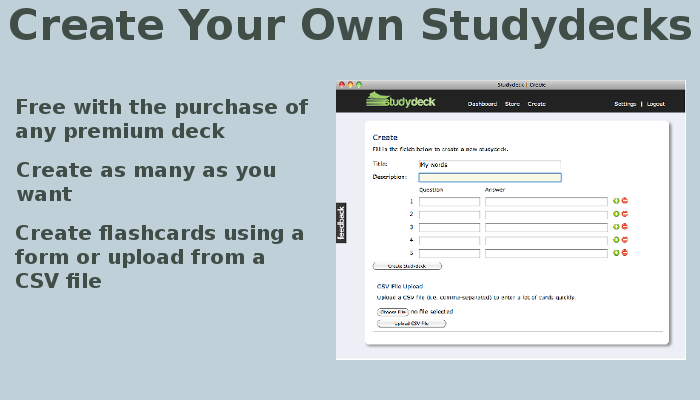 Create Your Own Studydecks
Free with the purchase of
any premium deck
Create as many as you
want
Create flashcards using a
form or upload from a
CSV file
Studydeck | Create
studydeck
Dashboard Store Create
Settings | Logout
Create
Fill in the fields below to create a new studydeck.
Title: My words
Description:
Question Answer
1
2
3
4
5
Create Studydeck
CSV File Upload
Upload a CSV file (i.e. comma-separated) to enter a lot of cards quickly.
Choose File no file selected
Upload CSV file
feedback